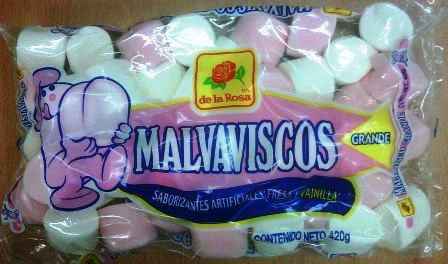 de la Rosa
MALVAVISCOS
GRANDE
SABORIZANTES ARTIFICIALES FRESA Y VAINILLA
CONTENIDO NETO 420g